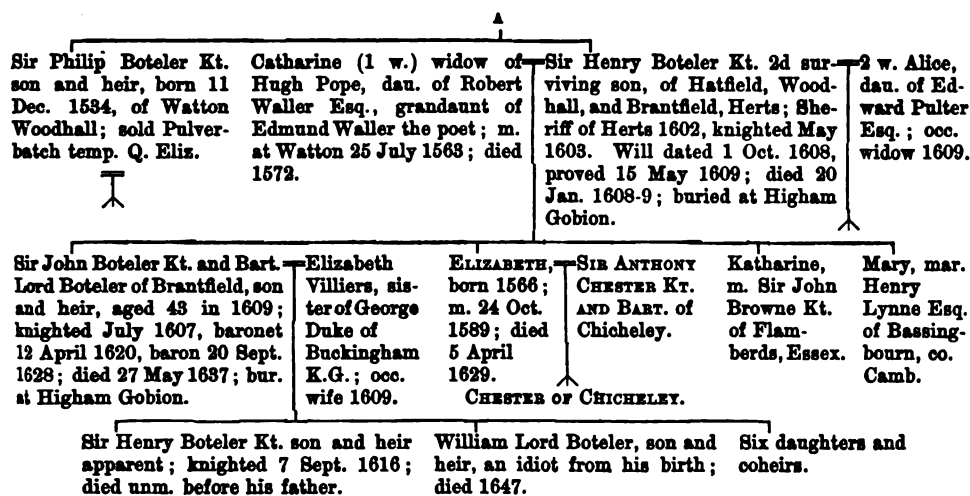 A
Sir Philip Boteler Kt.
son and heir, born 11
Dec. 1534, of Watton
Woodhall; sold Pulver-
batch temp. Q. Eliz.
Catharine (1 w.) widow of
Hugh Pope, dau. of Robert
Waller Esq., grandaunt of
Edmund Waller the poet; m.
at Watton 25 July 1563; died
1572.
Sir Henry Boteler Kt. 2d sur-
viving son, of Hatfield, Wood-
hall, and Brantfield, Herts; She-
riff of Herts 1602, knighted May
1603. Will dated 1 Oct. 1608,
proved 15 May 1609; died 20
Jan. 1608-9; buried at Higham
Gobion.
2 w. Alice,
dau. of Ed-
ward Pulter
Esq.; occ.
widow 1609.
Sir John Boteler Kt. and Bart.
Lord Boteler of Brantfield, son
and heir, aged 43 in 1609;
knighted July 1607, baronet
12 April 1620, baron 20 Sept.
1628; died 27 May 1637; bur.
at Higham Gobion.
Elizabeth
Villiers, sis-
ter of George
Duke of
Buckingham
K.G.; occ.
wife 1609.
ELIZABETH,
born 1566;
m. 24 Oct.
1589; died
5 April
1629.
SIR ANTHONY
CHESTER KT.
AND BART. of
Chicheley.
CHESTER OF CHICHELEY.
Katharine,
m. Sir John
Browne Kt.
of Flam-
berds, Essex.
Mary, mar.
Henry
Lynne Esq.
of Bassing-
bourn, co.
Camb.
Sir Henry Boteler Kt. son and heir
apparent; knighted 7 Sept. 1616;
died unm. before his father.
William Lord Boteler, son and
heir, an idiot from his birth;
died 1647.
Six daughters and
coheirs.